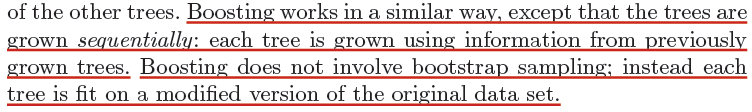 of the other trees. Boosting works in a similar way, except that the trees are
grown sequentially: each tree is grown using information from previously
grown trees. Boosting does not involve bootstrap sampling; instead each
tree is fit on a modified version of the original data set.